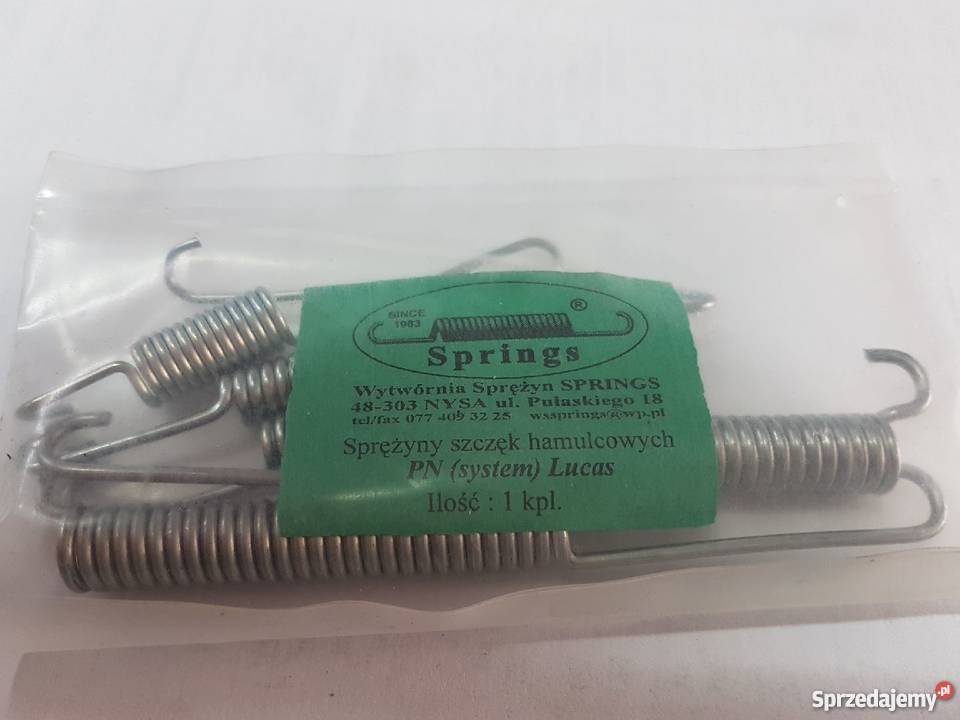 SINCE
1983
®
Springs
Wytwórnia Sprężyn SPRINGS
48-303 NYSA ul. Pułaskiego 18
tel/fax 077 409 32 25 wssprings@wp.pl
Sprężyny szczęk hamulcowych
PN (system) Lucas
Ilość : 1 kpl.
Sprzedajemy.pl